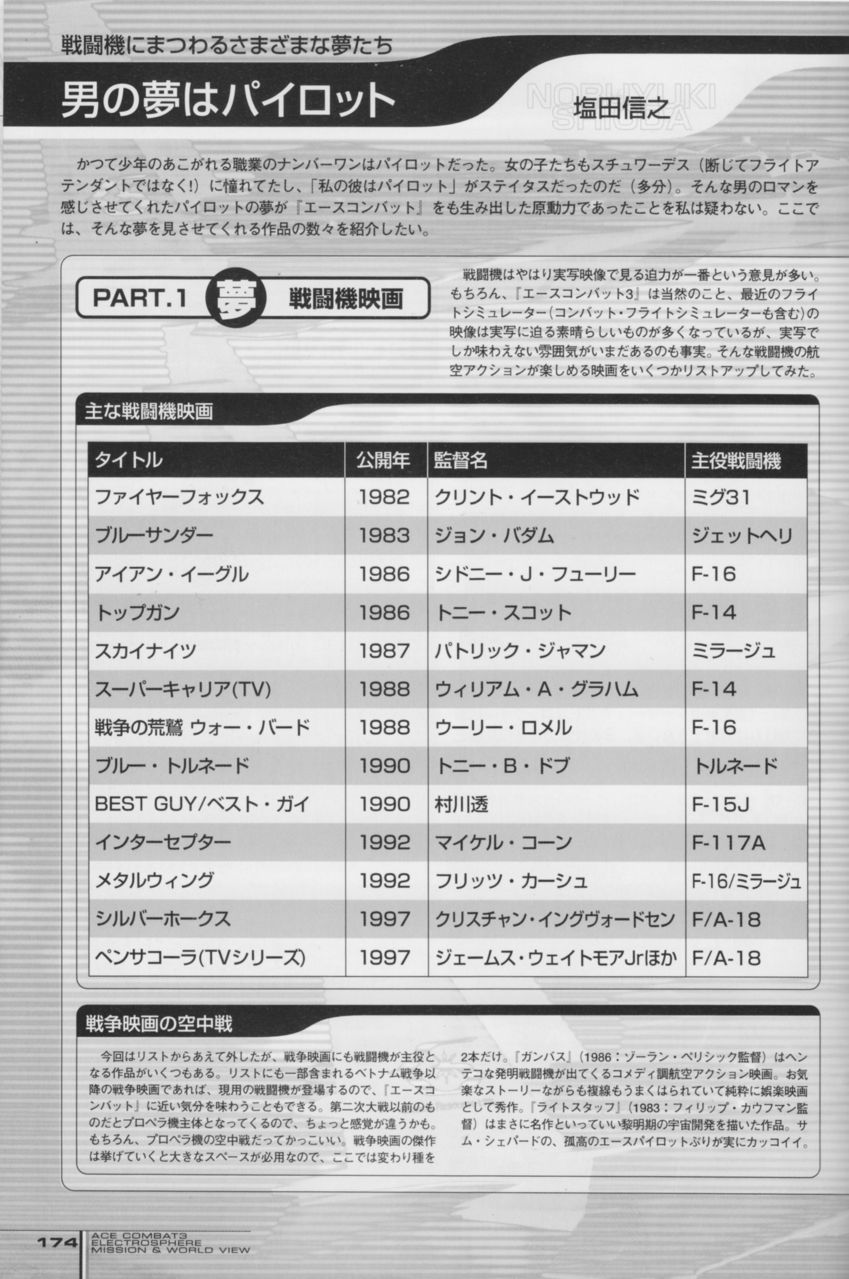 戦闘機にまつわるさまざまな夢たち
男の夢はパイロット
NOBUYUKI
SHIODA
塩田信之
かつて少年のあこがれる職業のナンバーワンはパイロットだった。女の子たちもスチュワーデス（断じてフライトア
テンダントではなく!）に憧れてたし、「私の彼はパイロット」がステイタスだったのだ（多分）。そんな男のロマンを
感じさせてくれたパイロットの夢が『エースコンバット』をも生み出した原動力であったことを私は疑わない。ここで
は、そんな夢を見させてくれる作品の数々を紹介したい。
PART.1 夢 戦闘機映画
戦闘機はやはり実写映像で見る迫力が一番という意見が多い。
もちろん、『エースコンバット3』は当然のこと、最近のフライ
トシミュレーター（コンバット・フライトシミュレーターも含む）の
映像は実写に迫る素晴らしいものが多くなっているが、実写で
しか味わえない雰囲気がいまだあるのも事実。そんな戦闘機の航
空アクションが楽しめる映画をいくつかリストアップしてみた。
主な戦闘機映画
タイトル 公開年 監督名 主役戦闘機
ファイヤーフォックス 1982 クリント・イーストウッド ミグ31
ブルーサンダー 1983 ジョン・バダム ジェットヘリ
アイアン・イーグル 1986 シドニー・J・フューリー F-16
トップガン 1986 トニー・スコット F-14
スカイナイツ 1987 パトリック・ジャマン ミラージュ
スーパーキャリア(TV) 1988 ウィリアム・A・グラハム F-14
戦争の荒鷲 ウォー・バード 1988 ウーリー・ロメル F-16
ブルー・トルネード 1990 トニー・B・ドブ トルネード
BEST GUY/ベスト・ガイ 1990 村川透 F-15J
インターセプター 1992 マイケル・コーン F-117A
メタルウィング 1992 フリッツ・カーシュ F-16/ミラージュ
シルバーホークス 1997 クリスチャン・イングヴォードセン F/A-18
ペンサコーラ(TVシリーズ) 1997 ジェームス・ウェイトモアJrほか F/A-18
戦争映画の空中戦
今回はリストからあえて外したが、戦争映画にも戦闘機が主役と
なる作品がいくつもある。リストにも一部含まれるベトナム戦争以
降の戦争映画であれば、現用の戦闘機が登場するので、『エースコ
ンバット』に近い気分を味わうこともできる。第二次大戦以前のも
のだとプロペラ機主体となってくるので、ちょっと感覚が違うかも。
もちろん、プロペラ機の空中戦だってかっこいい。戦争映画の傑作
は挙げていくと大きなスペースが必用なので、ここでは変わり種を
2本だけ。『ガンバス』（1986：ゾーラン・ペリシック監督）はヘン
テコな発明戦闘機が出てくるコメディ調航空アクション映画。お気
楽なストーリーながらも複線もうまくはられていて純粋に娯楽映画
として秀作。『ライトスタッフ』（1983：フィリップ・カウフマン監
督）はまさに名作といっていい黎明期の宇宙開発を描いた作品。サ
ム・シェパードの、孤高のエースパイロットぶりが実にカッコイイ。
174
ACE COMBAT3
ELECTROSPHERE
MISSION & WORLD VIEW